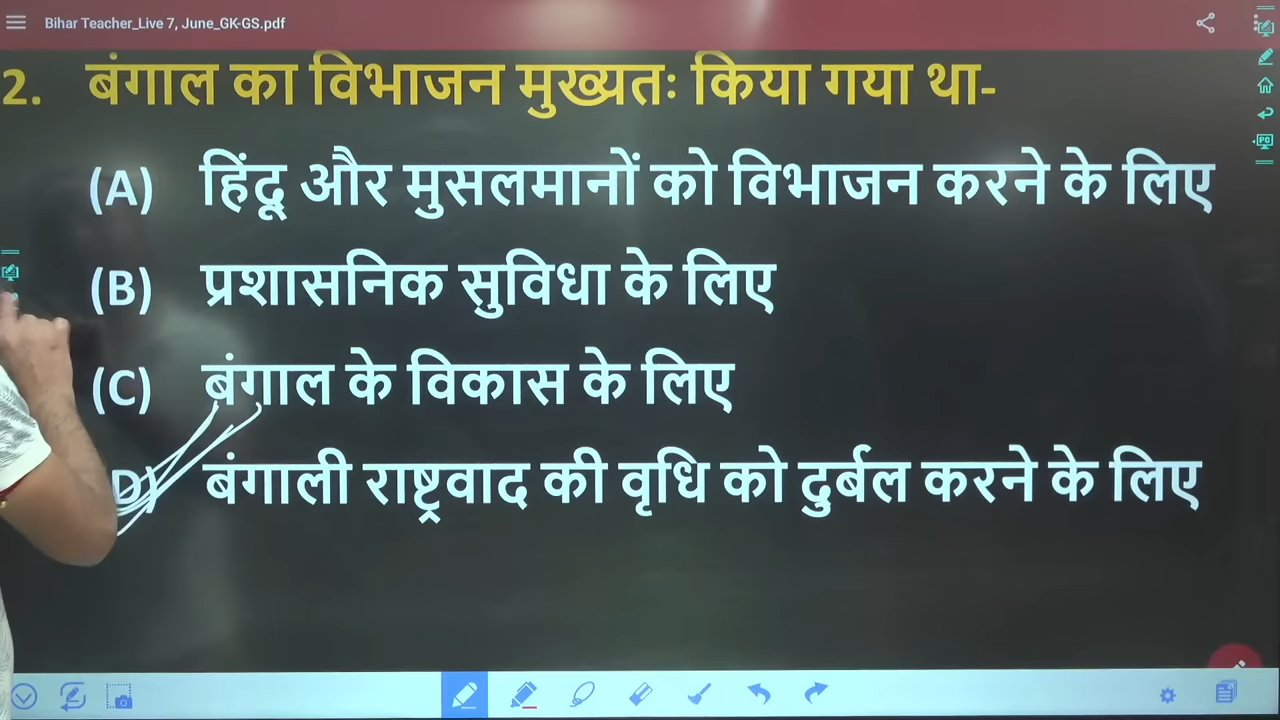 Bihar Teacher_Live 7, June_GK-GS.pdf
2. बंगाल का विभाजन मुख्यतः किया गया था-
(A) हिंदू और मुसलमानों को विभाजन करने के लिए
(B) प्रशासनिक सुविधा के लिए
(C) बंगाल के विकास के लिए
D) बंगाली राष्ट्रवाद की वृधि को दुर्बल करने के लिए